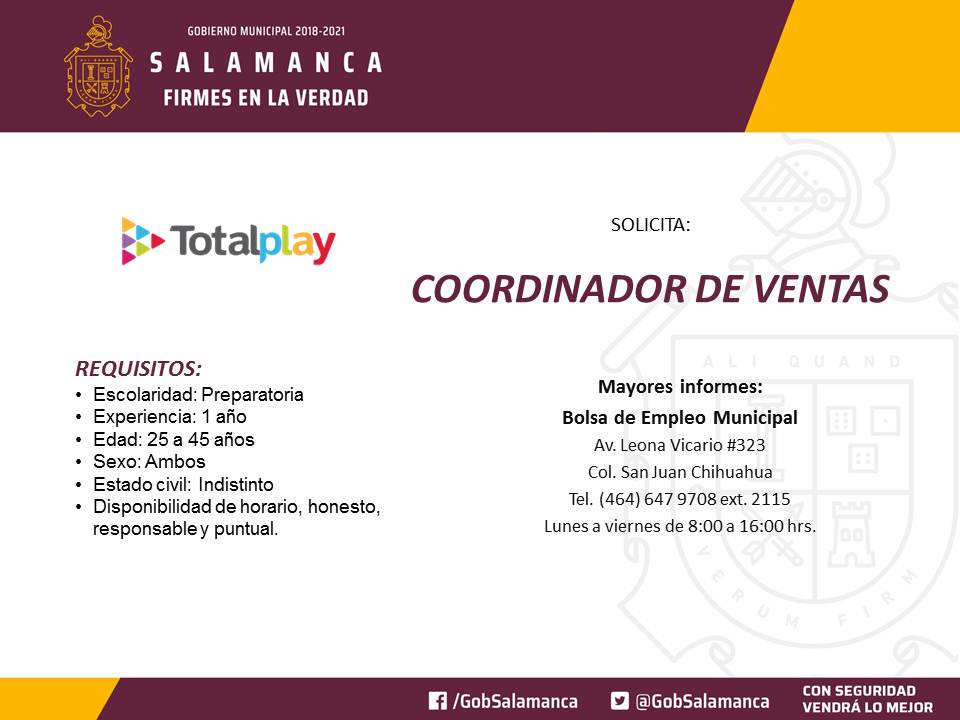 GOBIERNO MUNICIPAL 2018-2021
SALAMANCA
FIRMES EN LA VERDAD
Totalplay
SOLICITA:
COORDINADOR DE VENTAS
REQUISITOS:
• Escolaridad: Preparatoria
• Experiencia: 1 año
• Edad: 25 a 45 años
• Sexo: Ambos
• Estado civil: Indistinto
• Disponibilidad de horario, honesto,
responsable y puntual.
Mayores informes:
Bolsa de Empleo Municipal
Av. Leona Vicario #323
Col. San Juan Chihuahua
Tel. (464) 647 9708 ext. 2115
Lunes a viernes de 8:00 a 16:00 hrs.
ALI QUAND
VERUM FIRM
/GobSalamanca
@GobSalamanca
CON SEGURIDAD
VENDRÁ LO MEJOR